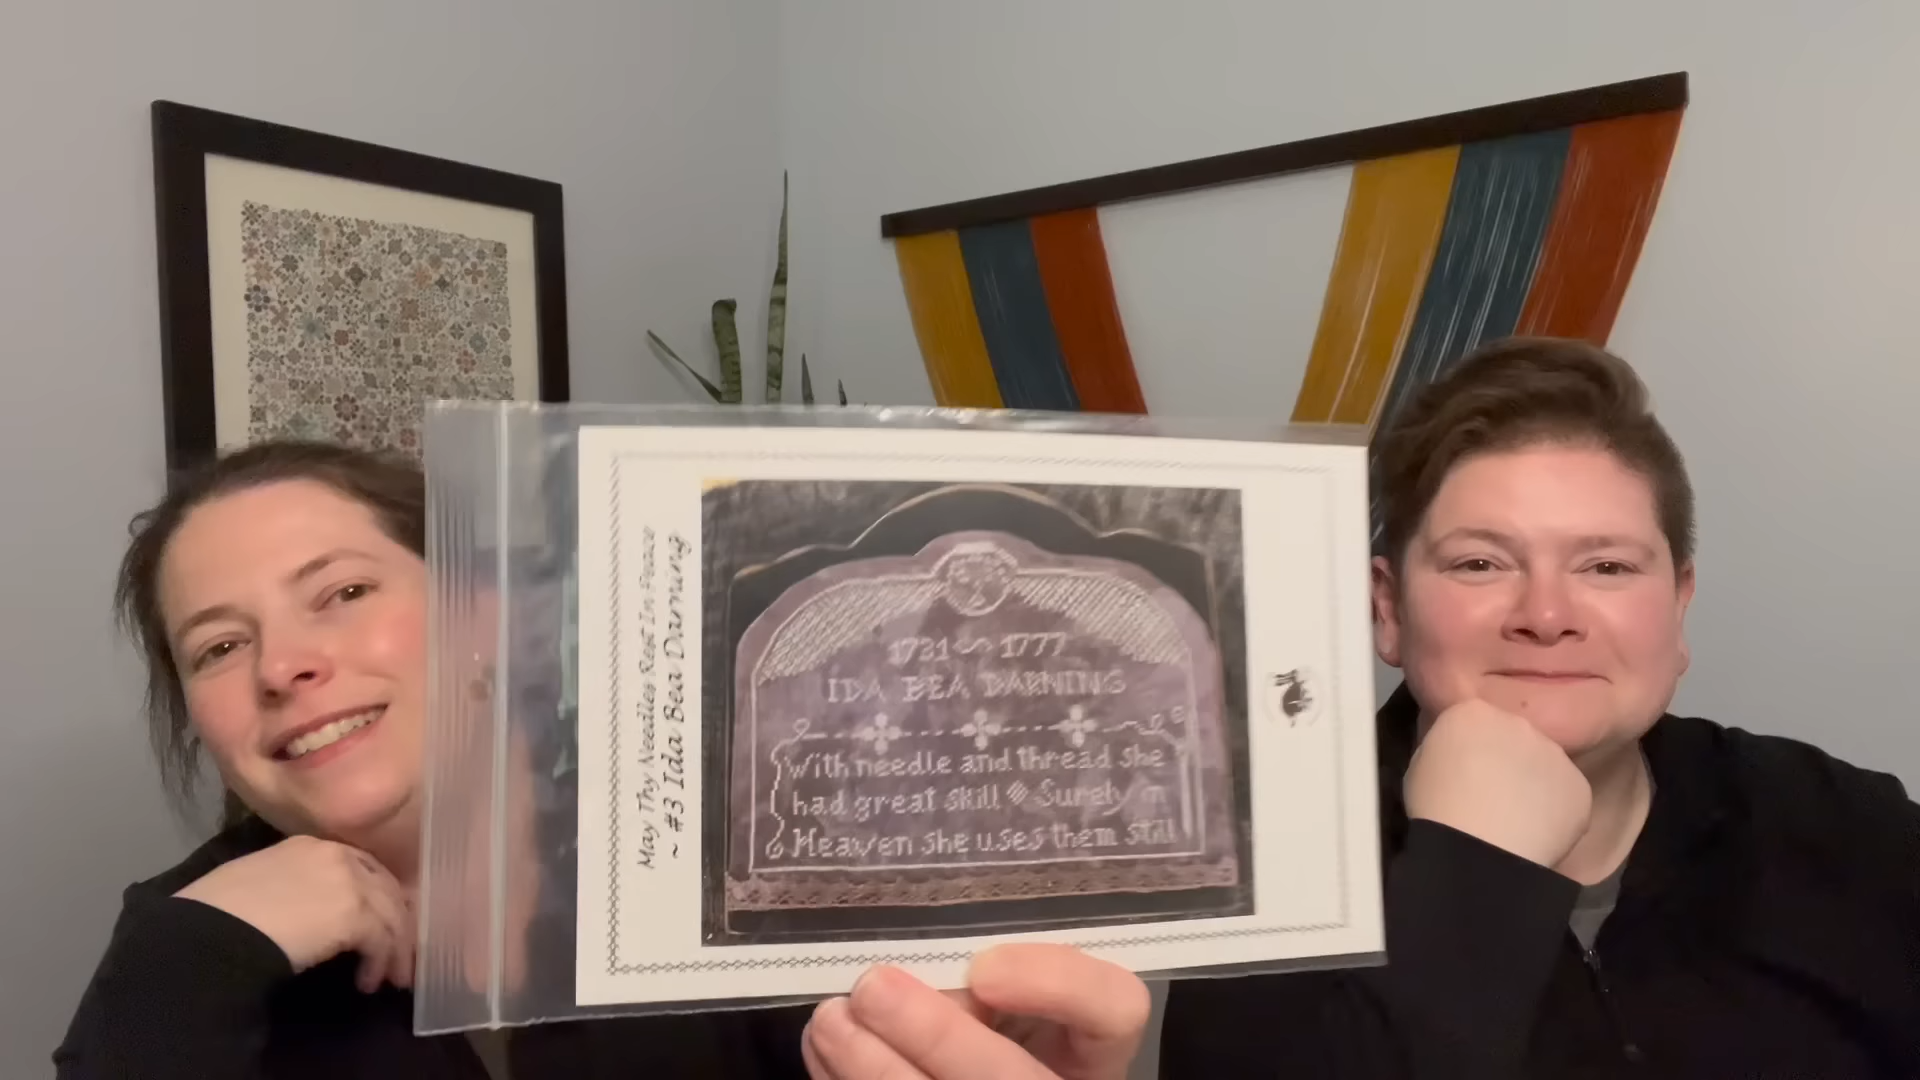 May Thy Needles Rest In Peace
~ #3 Ida Bea Darning
1731 ~ 1777
IDA BEA DARNING
With needle and thread she
had great skill Surely in
Heaven she uses them still